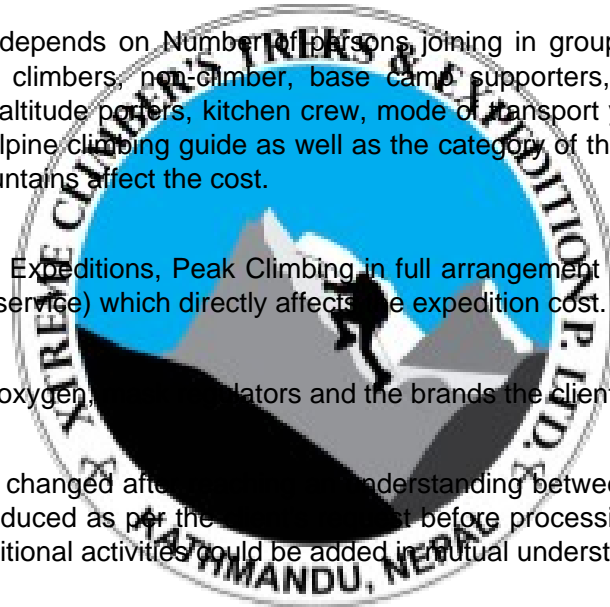 depends on Number of persons joining in group
climbers, non-climber, base camp supporters,
altitude porters, kitchen crew, mode of transport
lpine climbing guide as well as the category of th
untains affect the cost.
Expeditions, Peak Climbing in full arrangement
service) which directly affects the expedition cost.
oxygen, and the brands the client
changed after understanding between
duced as per the before processi
itional activities could be added in mutual underst
XTREME CLIMBER'S TREKS & EXPEDITION P. LTD.
KATHMANDU, NEPAL